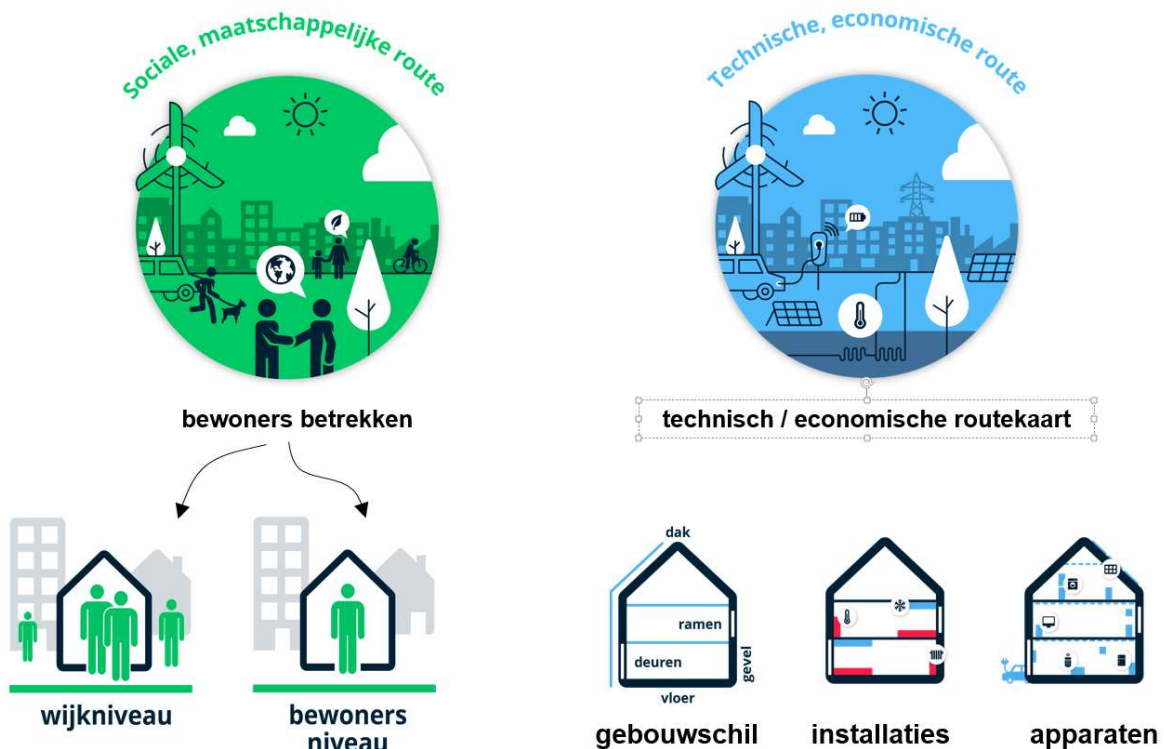 Sociale, maatschappelijke route
Technische, economische route
bewoners betrekken
technisch / economische routekaart
wijkniveau
bewoners
niveau
dak
ramen
deuren
gevel
vloer
gebouwschil
installaties
apparaten